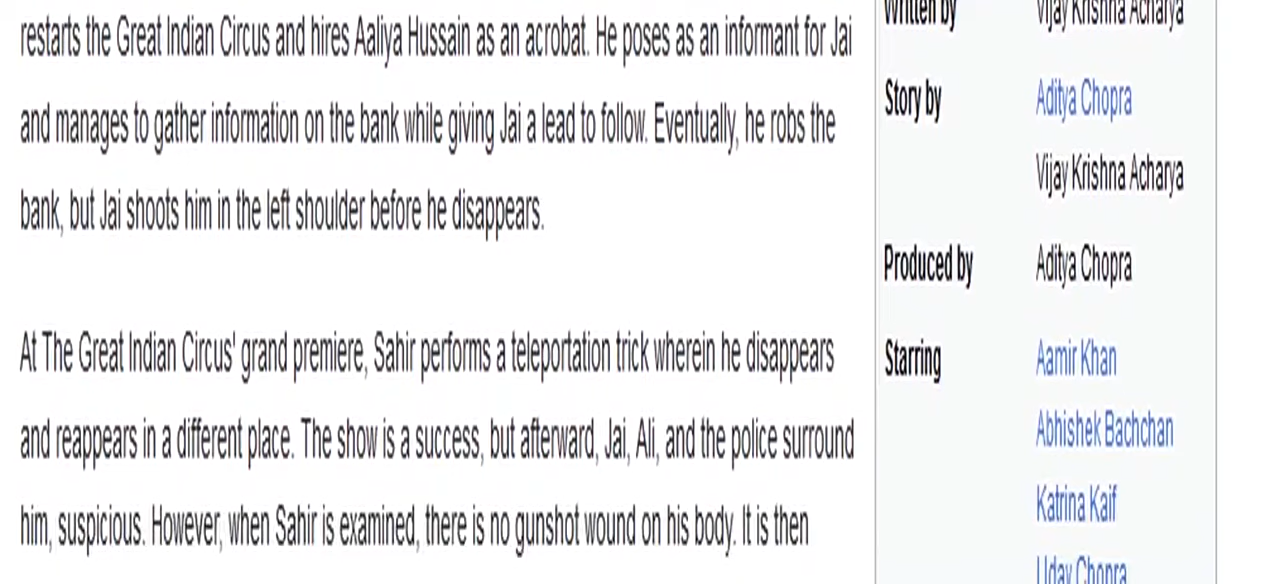 restarts the Great Indian Circus and hires Aaliya Hussain as an acrobat. He poses as an informant for Jai
and manages to gather information on the bank while giving Jai a lead to follow. Eventually, he robs the
bank, but Jai shoots him in the left shoulder before he disappears.
At The Great Indian Circus' grand premiere, Sahir performs a teleportation trick wherein he disappears
and reappears in a different place. The show is a success, but afterward, Jai, Ali, and the police surround
him, suspicious. However, when Sahir is examined, there is no gunshot wound on his body. It is then
Written by Vijay Krishna Acharya
Story by Aditya Chopra
Vijay Krishna Acharya
Produced by Aditya Chopra
Starring Aamir Khan
Abhishek Bachchan
Katrina Kaif
Uday Chopra